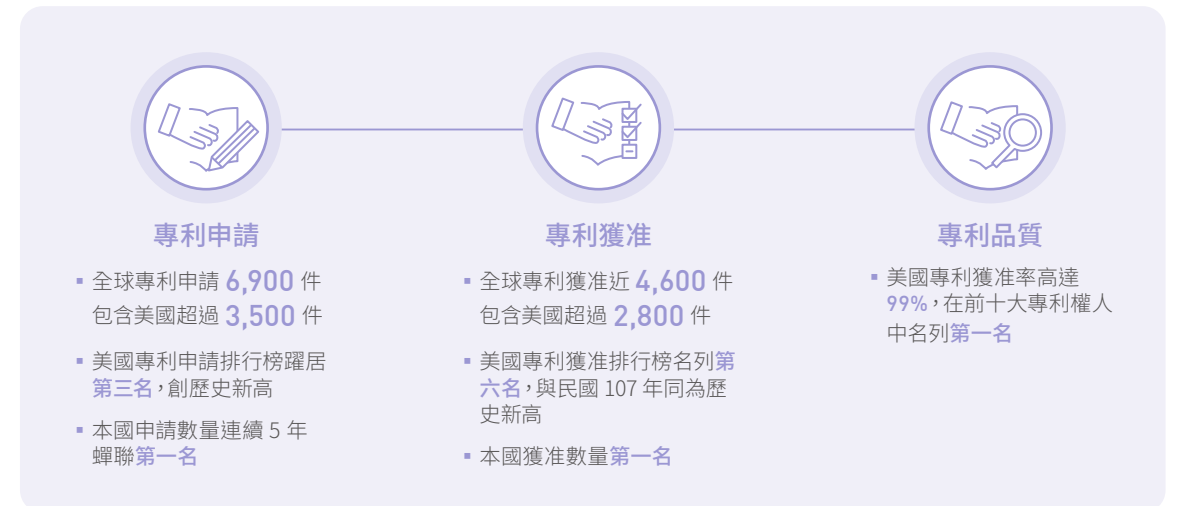 專利申請
▪ 全球專利申請 6,900 件
包含美國超過 3,500 件
▪ 美國專利申請排行榜躍居
第三名,創歷史新高
▪ 本國申請數量連續 5 年
蟬聯第一名
專利獲准
▪ 全球專利獲准近 4,600 件
包含美國超過 2,800 件
▪ 美國專利獲准排行榜名列第
六名,與民國 107 年同為歷
史新高
▪ 本國獲准數量第一名
專利品質
▪ 美國專利獲准率高達
99%,在前十大專利權人
中名列第一名